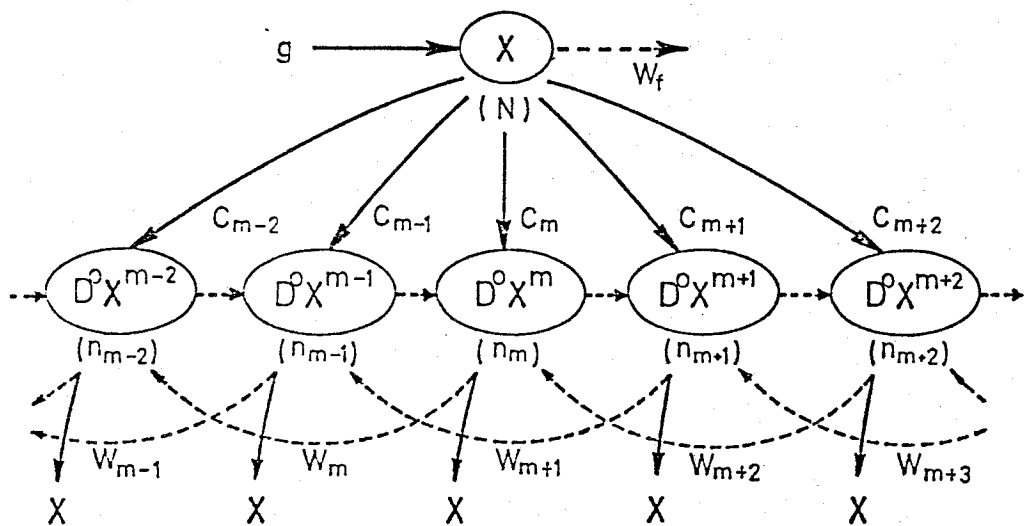 g X
W_f
(N)
C_{m-2} C_{m-1} C_m C_{m+1} C_{m+2}
D^oX^{m-2} D^oX^{m-1} D^oX^m D^oX^{m+1} D^oX^{m+2}
(n_{m-2}) (n_{m-1}) (n_m) (n_{m+1}) (n_{m+2})
W_{m-1} W_m W_{m+1} W_{m+2} W_{m+3}
X X X X X